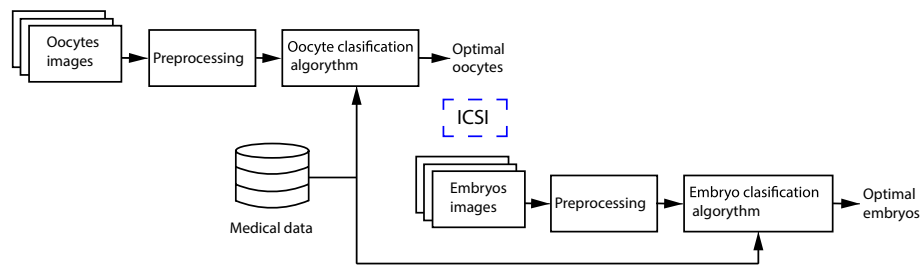 Oocytes
images
Preprocessing
Oocyte clasification
algorythm
Optimal
oocytes
ICSI
Medical data
Embryos
images
Preprocessing
Embryo clasification
algorythm
Optimal
embryos